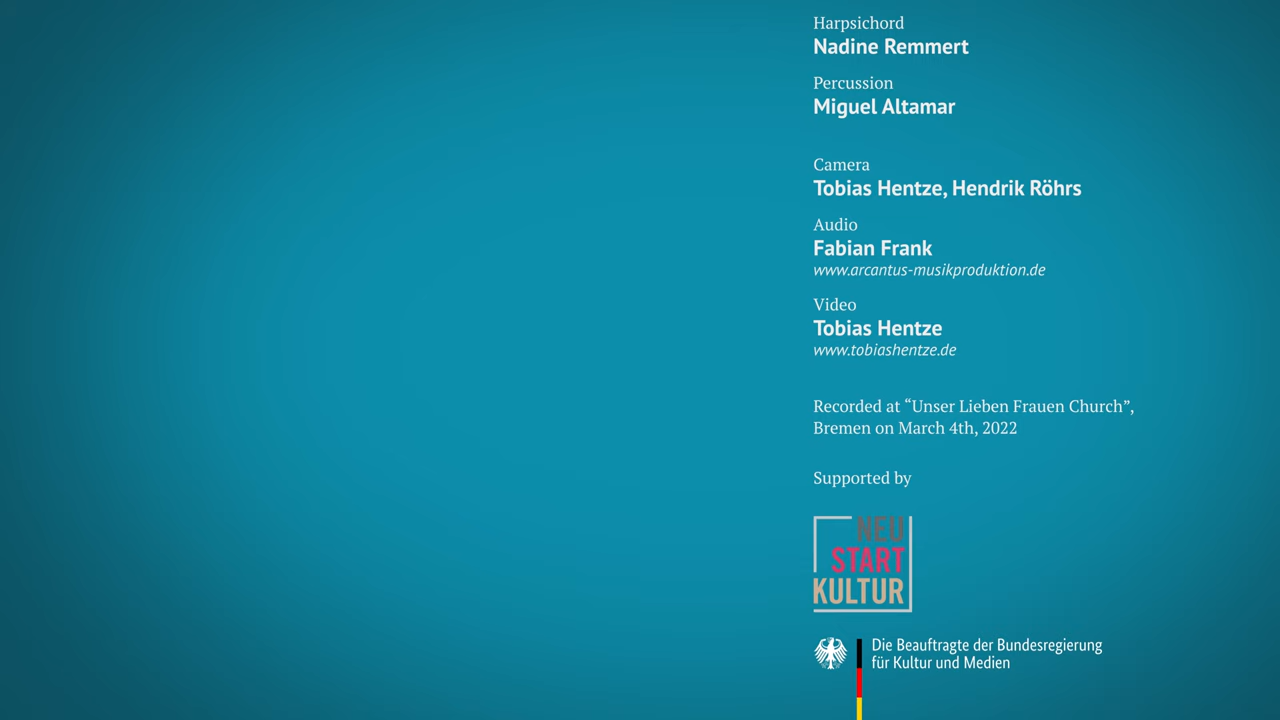 Harpsichord
Nadine Remmert
Percussion
Miguel Altamar
Camera
Tobias Hentze, Hendrik Röhrs
Audio
Fabian Frank
www.arcantus-musikproduktion.de
Video
Tobias Hentze
www.tobiashentze.de
Recorded at “Unser Lieben Frauen Church”,
Bremen on March 4th, 2022
Supported by
NEU
START
KULTUR
Die Beauftragte der Bundesregierung
für Kultur und Medien